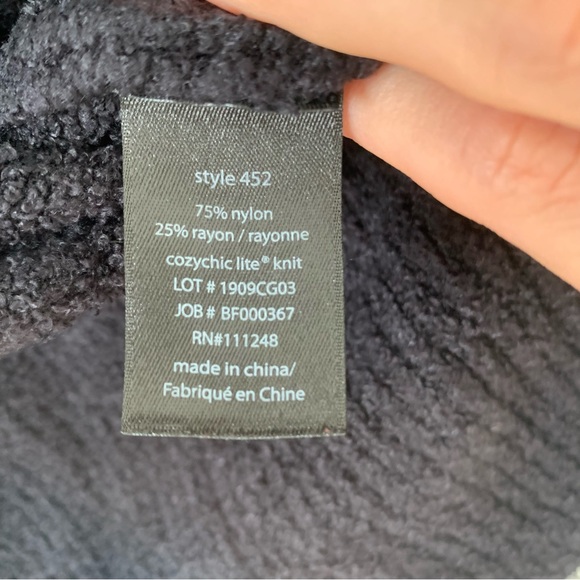 style 452
75% nylon
25% rayon / rayonne
cozychic lite® knit
LOT # 1909CG03
JOB # BF000367
RN#111248
made in china/
Fabriqué en Chine